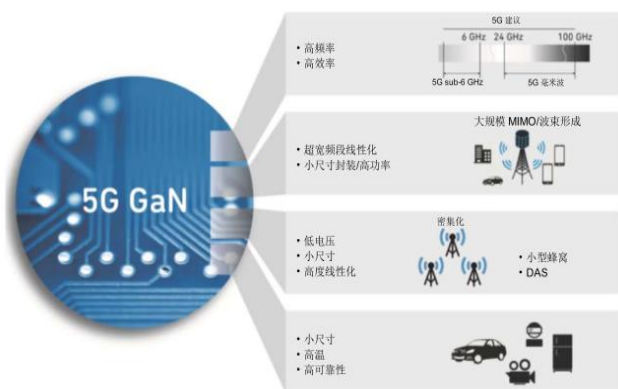 5G GaN
5G 建议
6 GHz 24 GHz 100 GHz
• 高频率
• 高效率
5G sub-6 GHz 5G 毫米波
大规模 MIMO/波束形成
• 超宽频段线性化
• 小尺寸封装/高功率
密集化
• 低电压
• 小尺寸
• 高度线性化
• 小型蜂窝
• DAS
• 小尺寸
• 高温
• 高可靠性